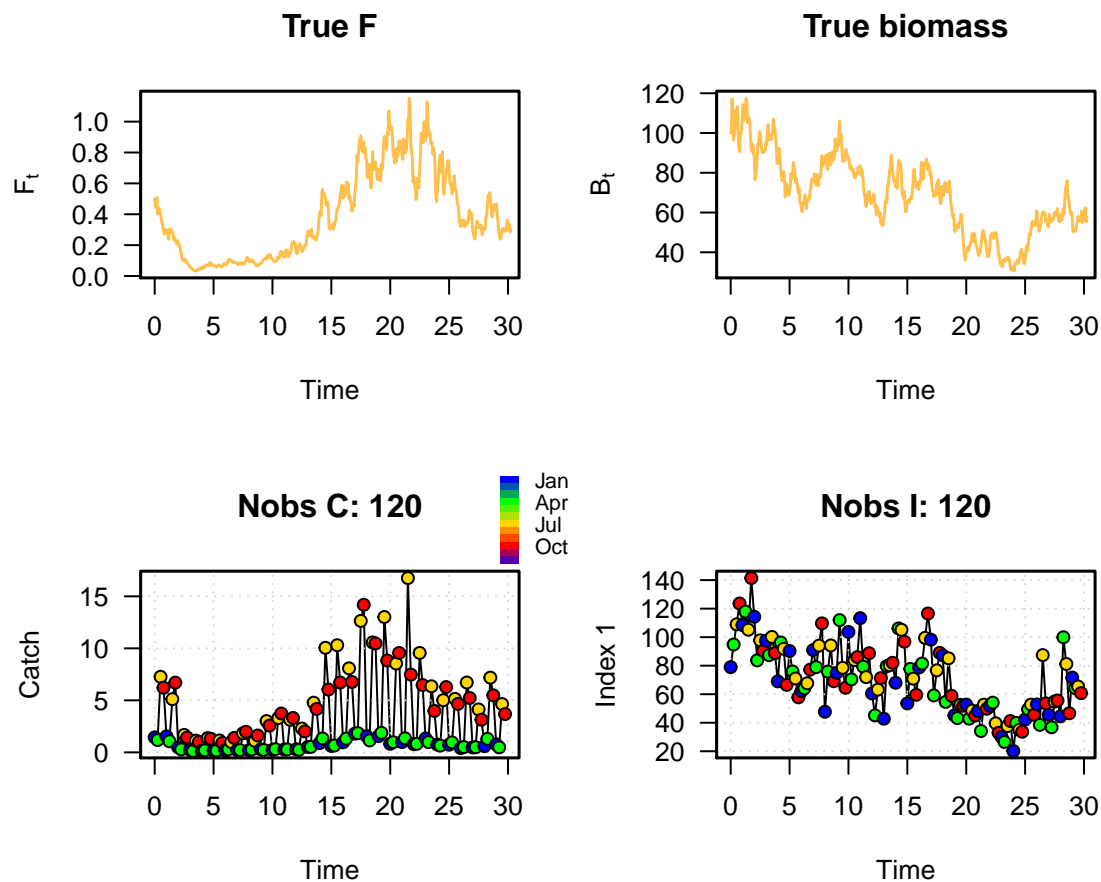 True F
1.0
0.8
0.6
0.4
0.2
0.0
Ft
0 5 10 15 20 25 30
Time
True biomass
120
100
80
60
40
Bt
0 5 10 15 20 25 30
Time
Nobs C: 120
Jan
Apr
Jul
Oct
15
10
5
0
Catch
0 5 10 15 20 25 30
Time
Nobs I: 120
140
120
100
80
60
40
20
Index 1
0 5 10 15 20 25 30
Time